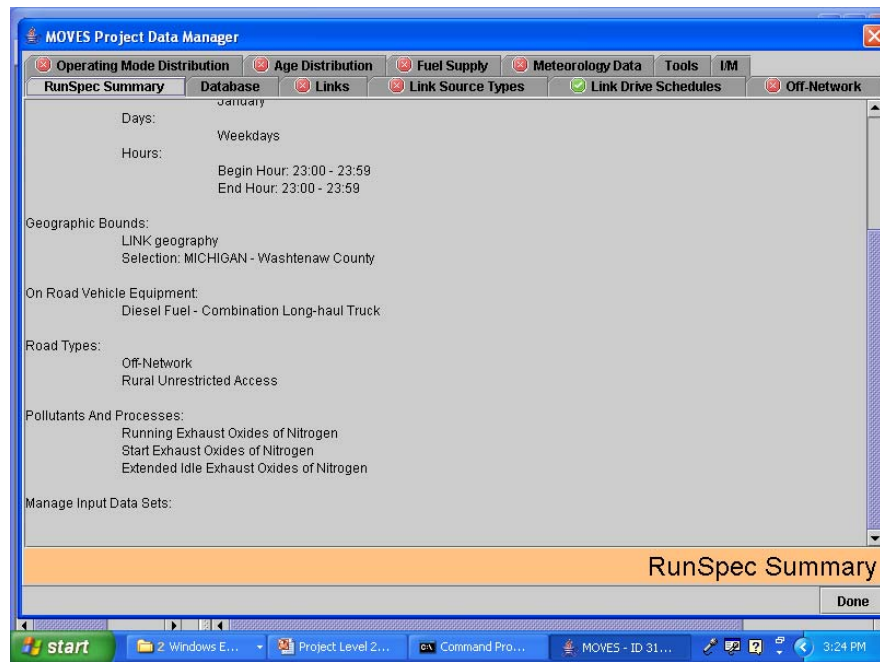 MOVES Project Data Manager
Operating Mode Distribution Age Distribution Fuel Supply Meteorology Data Tools I/M
RunSpec Summary Database Links Link Source Types Link Drive Schedules Off-Network
January
Days:
Weekdays
Hours:
Begin Hour: 23:00 - 23:59
End Hour: 23:00 - 23:59
Geographic Bounds:
LINK geography
Selection: MICHIGAN - Washtenaw County
On Road Vehicle Equipment:
Diesel Fuel - Combination Long-haul Truck
Road Types:
Off-Network
Rural Unrestricted Access
Pollutants And Processes:
Running Exhaust Oxides of Nitrogen
Start Exhaust Oxides of Nitrogen
Extended Idle Exhaust Oxides of Nitrogen
Manage Input Data Sets:
RunSpec Summary
Done
start 2 Windows E... Project Level 2... Command Pro... MOVES - ID 31... 3:24 PM